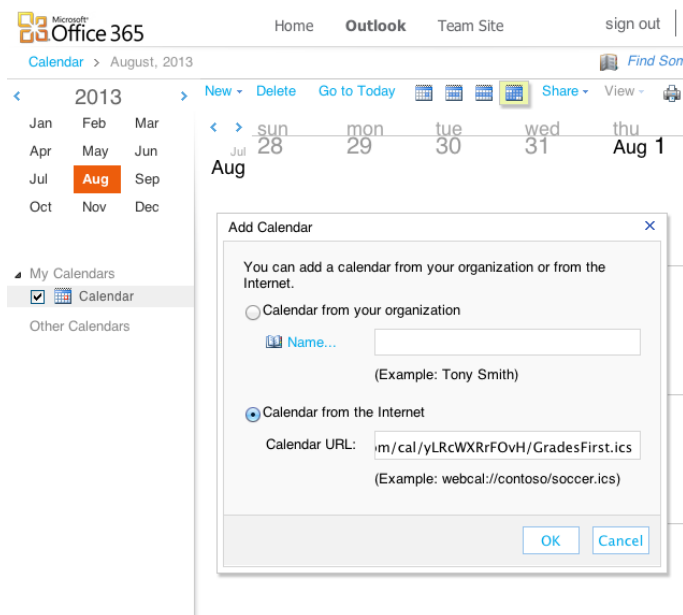 Microsoft
Office 365
Home Outlook Team Site sign out
Calendar > August, 2013
Find Som
< 2013 >
Jan Feb Mar
Apr May Jun
Jul Aug Sep
Oct Nov Dec
My Calendars
Calendar
Other Calendars
New Delete Go to Today Share View
< > sun mon tue wed thu
Jul 28 29 30 31 Aug 1
Aug
Add Calendar
You can add a calendar from your organization or from the
Internet.
Calendar from your organization
Name...
(Example: Tony Smith)
Calendar from the Internet
Calendar URL: om/cal/yLRcWXRrFOvH/GradesFirst.ics
(Example: webcal://contoso/soccer.ics)
OK Cancel